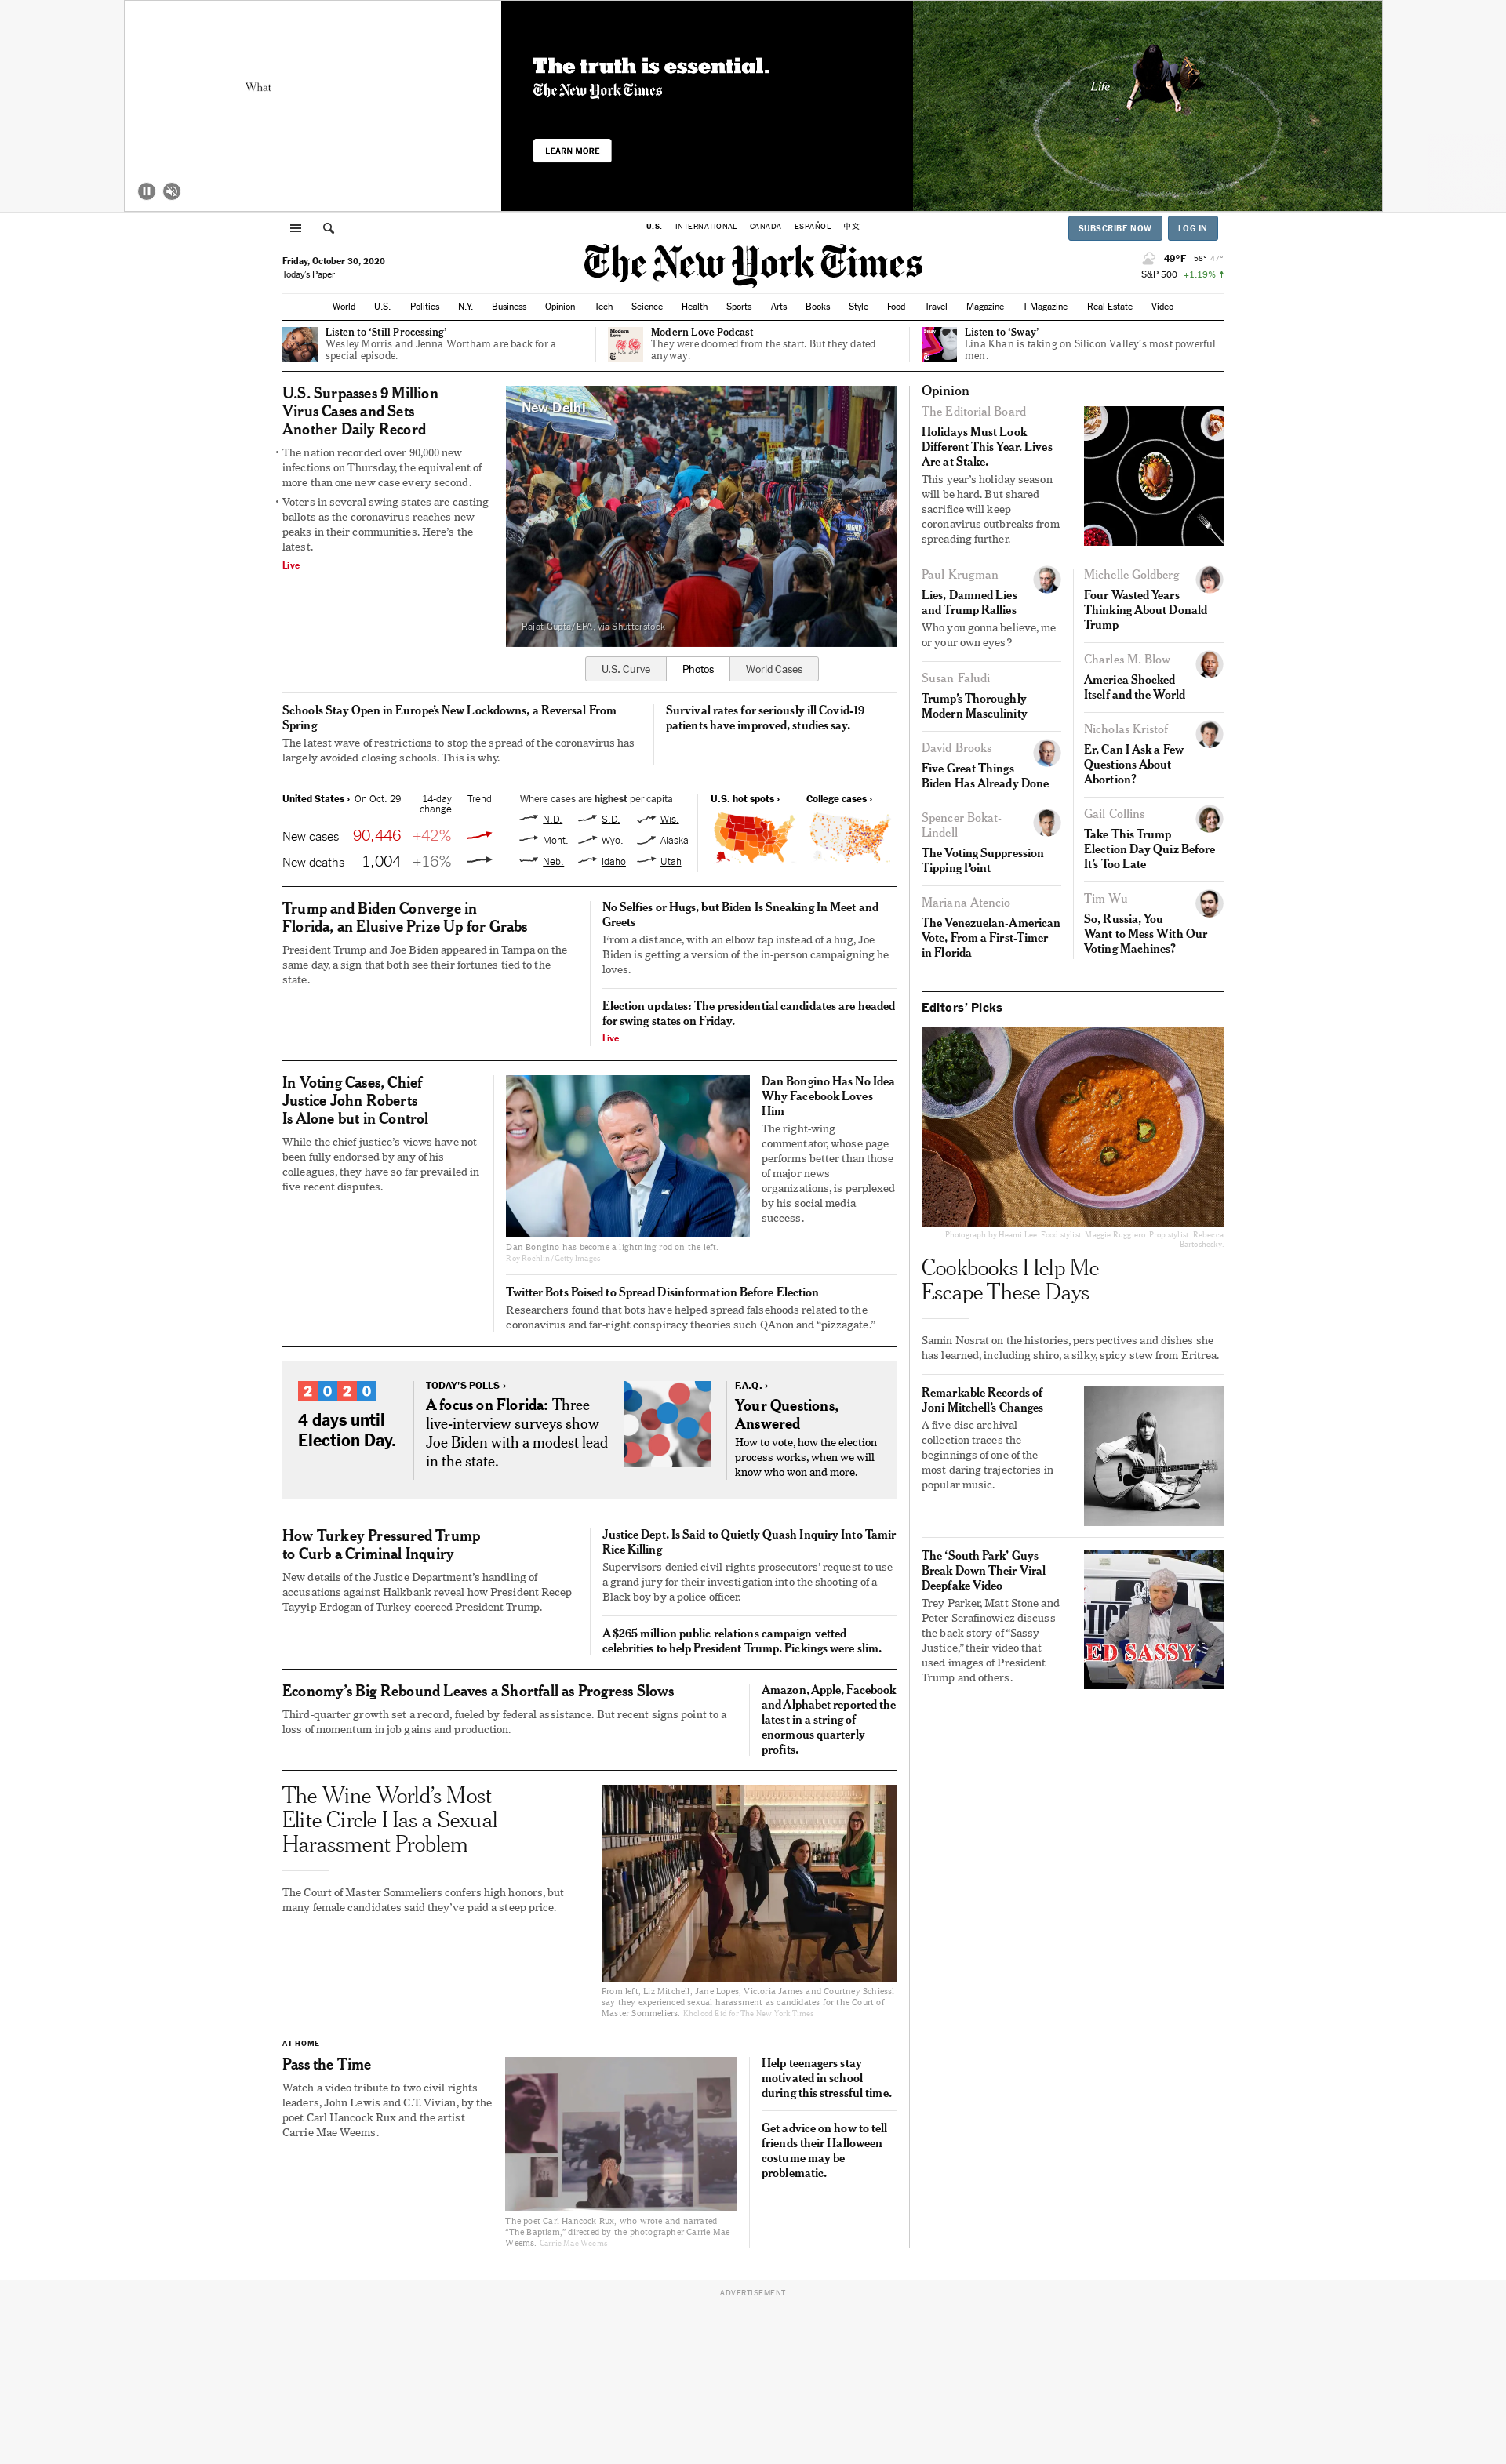 What
The truth is essential.
The New York Times
LEARN MORE
Life
U.S. INTERNATIONAL CANADA ESPAÑOL 中文
SUBSCRIBE NOW LOG IN
Friday, October 30, 2020
Today's Paper
The New York Times
49°F 58° 47°
S&P 500 +1.19% ↑
World U.S. Politics N.Y. Business Opinion Tech Science Health Sports Arts Books Style Food Travel Magazine T Magazine Real Estate Video
Listen to ‘Still Processing’
Wesley Morris and Jenna Wortham are back for a
special episode.
Modern Love
Modern Love Podcast
They were doomed from the start. But they dated
anyway.
Listen to ‘Sway’
Lina Khan is taking on Silicon Valley’s most powerful
men.
U.S. Surpasses 9 Million
Virus Cases and Sets
Another Daily Record
• The nation recorded over 90,000 new
infections on Thursday, the equivalent of
more than one new case every second.
• Voters in several swing states are casting
ballots as the coronavirus reaches new
peaks in their communities. Here’s the
latest.
Live
New Delhi
Rajat Gupta/EPA, via Shutterstock
U.S. Curve Photos World Cases
Schools Stay Open in Europe’s New Lockdowns, a Reversal From
Spring
The latest wave of restrictions to stop the spread of the coronavirus has
largely avoided closing schools. This is why.
Survival rates for seriously ill Covid-19
patients have improved, studies say.
United States › On Oct. 29 14-day
change Trend
New cases 90,446 +42%
New deaths 1,004 +16%
Where cases are highest per capita
N.D. S.D. Wis.
Mont. Wyo. Alaska
Neb. Idaho Utah
U.S. hot spots › College cases ›
Trump and Biden Converge in
Florida, an Elusive Prize Up for Grabs
President Trump and Joe Biden appeared in Tampa on the
same day, a sign that both see their fortunes tied to the
state.
No Selfies or Hugs, but Biden Is Sneaking In Meet and
Greets
From a distance, with an elbow tap instead of a hug, Joe
Biden is getting a version of the in-person campaigning he
loves.
Election updates: The presidential candidates are headed
for swing states on Friday.
Live
In Voting Cases, Chief
Justice John Roberts
Is Alone but in Control
While the chief justice’s views have not
been fully endorsed by any of his
colleagues, they have so far prevailed in
five recent disputes.
Dan Bongino has become a lightning rod on the left.
Roy Rochlin/Getty Images
Dan Bongino Has No Idea
Why Facebook Loves
Him
The right-wing
commentator, whose page
performs better than those
of major news
organizations, is perplexed
by his social media
success.
Twitter Bots Poised to Spread Disinformation Before Election
Researchers found that bots have helped spread falsehoods related to the
coronavirus and far-right conspiracy theories such QAnon and “pizzagate.”
2020
4 days until
Election Day.
TODAY’S POLLS ›
A focus on Florida: Three
live-interview surveys show
Joe Biden with a modest lead
in the state.
F.A.Q. ›
Your Questions,
Answered
How to vote, how the election
process works, when we will
know who won and more.
How Turkey Pressured Trump
to Curb a Criminal Inquiry
New details of the Justice Department’s handling of
accusations against Halkbank reveal how President Recep
Tayyip Erdogan of Turkey coerced President Trump.
Justice Dept. Is Said to Quietly Quash Inquiry Into Tamir
Rice Killing
Supervisors denied civil-rights prosecutors’ request to use
a grand jury for their investigation into the shooting of a
Black boy by a police officer.
A $265 million public relations campaign vetted
celebrities to help President Trump. Pickings were slim.
Economy’s Big Rebound Leaves a Shortfall as Progress Slows
Third-quarter growth set a record, fueled by federal assistance. But recent signs point to a
loss of momentum in job gains and production.
Amazon, Apple, Facebook
and Alphabet reported the
latest in a string of
enormous quarterly
profits.
The Wine World’s Most
Elite Circle Has a Sexual
Harassment Problem
The Court of Master Sommeliers confers high honors, but
many female candidates said they’ve paid a steep price.
From left, Liz Mitchell, Jane Lopes, Victoria James and Courtney Schiessl
say they experienced sexual harassment as candidates for the Court of
Master Sommeliers. Kholood Eid for The New York Times
AT HOME
Pass the Time
Watch a video tribute to two civil rights
leaders, John Lewis and C.T. Vivian, by the
poet Carl Hancock Rux and the artist
Carrie Mae Weems.
The poet Carl Hancock Rux, who wrote and narrated
“The Baptism,” directed by the photographer Carrie Mae
Weems. Carrie Mae Weems
Help teenagers stay
motivated in school
during this stressful time.
Get advice on how to tell
friends their Halloween
costume may be
problematic.
Opinion
The Editorial Board
Holidays Must Look
Different This Year. Lives
Are at Stake.
This year’s holiday season
will be hard. But shared
sacrifice will keep
coronavirus outbreaks from
spreading further.
Paul Krugman
Lies, Damned Lies
and Trump Rallies
Who you gonna believe, me
or your own eyes?
Susan Faludi
Trump’s Thoroughly
Modern Masculinity
David Brooks
Five Great Things
Biden Has Already Done
Spencer Bokat-
Lindell
The Voting Suppression
Tipping Point
Mariana Atencio
The Venezuelan-American
Vote, From a First-Timer
in Florida
Michelle Goldberg
Four Wasted Years
Thinking About Donald
Trump
Charles M. Blow
America Shocked
Itself and the World
Nicholas Kristof
Er, Can I Ask a Few
Questions About
Abortion?
Gail Collins
Take This Trump
Election Day Quiz Before
It’s Too Late
Tim Wu
So, Russia, You
Want to Mess With Our
Voting Machines?
Editors’ Picks
Photograph by Heami Lee. Food stylist: Maggie Ruggiero. Prop stylist: Rebecca
Bartoshesky.
Cookbooks Help Me
Escape These Days
Samin Nosrat on the histories, perspectives and dishes she
has learned, including shiro, a silky, spicy stew from Eritrea.
Remarkable Records of
Joni Mitchell’s Changes
A five-disc archival
collection traces the
beginnings of one of the
most daring trajectories in
popular music.
The ‘South Park’ Guys
Break Down Their Viral
Deepfake Video
Trey Parker, Matt Stone and
Peter Serafinowicz discuss
the back story of “Sassy
Justice,” their video that
used images of President
Trump and others.
ED SASSY
ADVERTISEMENT